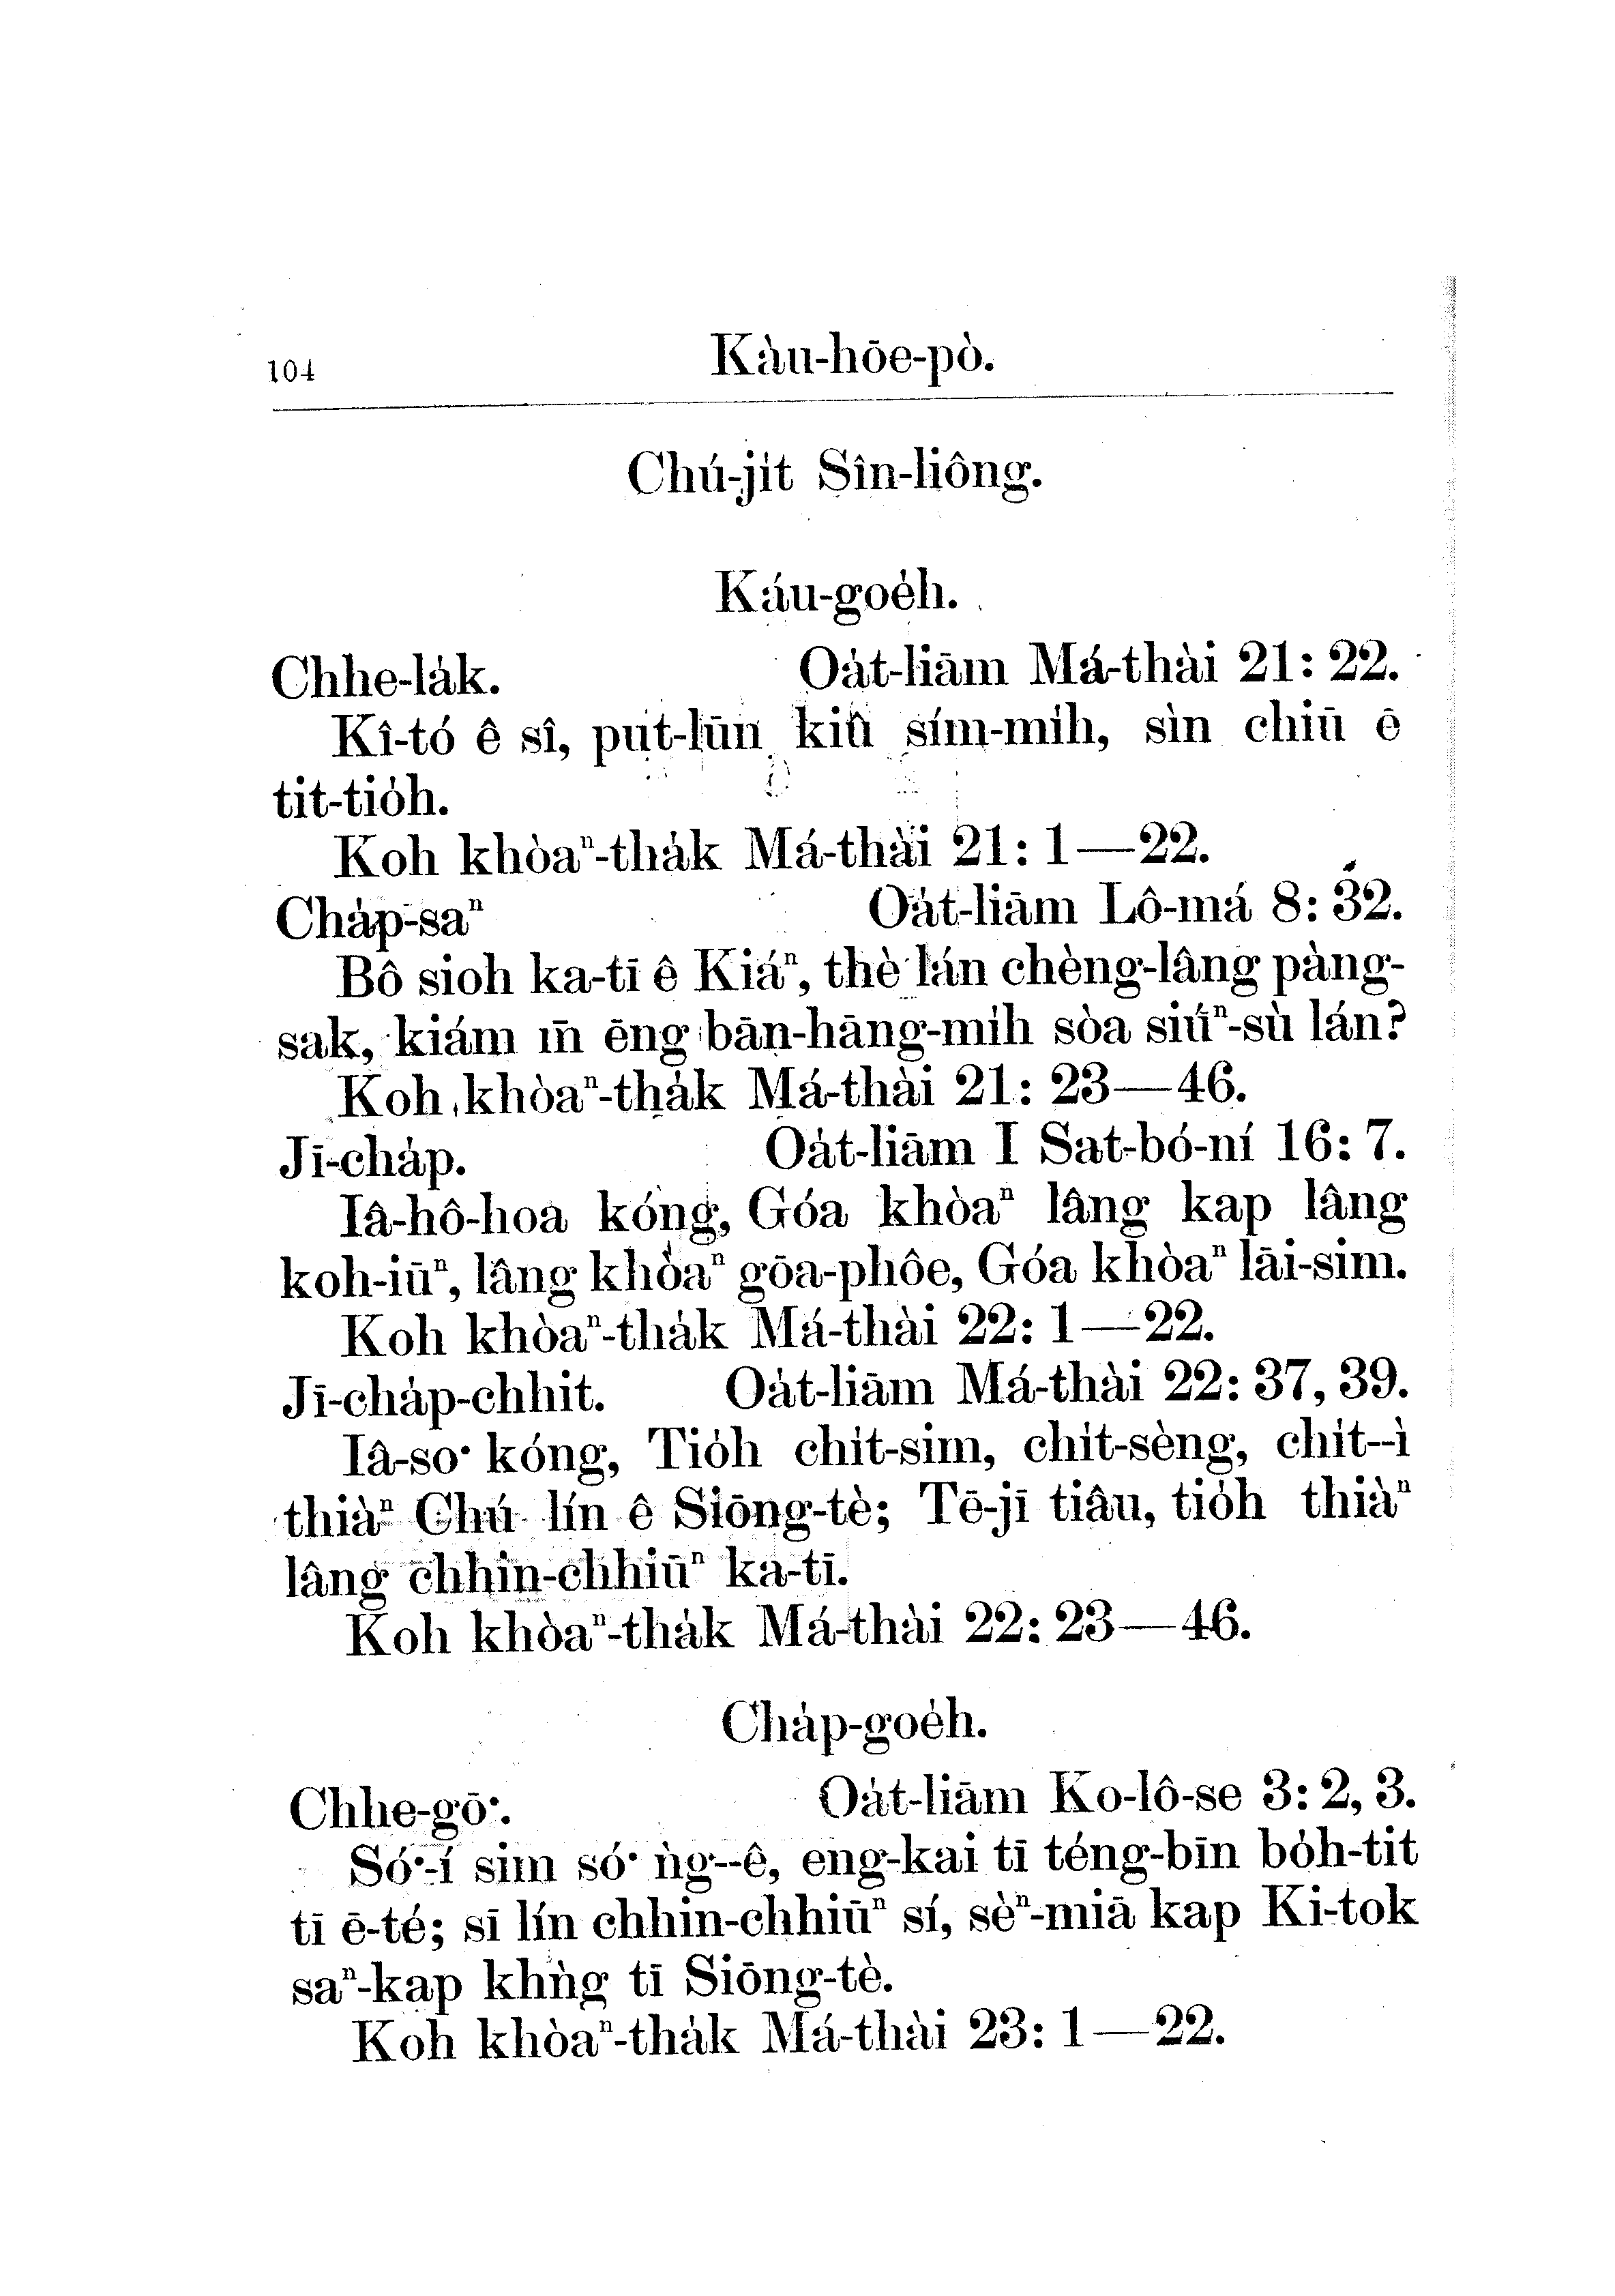 104
Kàu-hōe-pò.
Chú-ji̍t Sîn-liông.
Káu-goe̍h.
Chhe-la̍k. Oa̍t-liām Má-thài 21: 22.
Kî-tó ê sî, pu̍t-lūn kiû sím-mi̍h, sìn chiū ē
tit-tio̍h.
Koh khòaⁿ-tha̍k Má-thài 21: 1—22.
Cha̍p-saⁿ Oa̍t-liām Lô-má 8: 32.
Bô sioh ka-tī ê Kiáⁿ, thè lán chèng-lâng pàng-
sak, kiám m̄ ēng bān-hāng-mi̍h sòa siúⁿ-sù lán?
Koh khòaⁿ-tha̍k Má-thài 21: 23—46.
Jī-cha̍p. Oa̍t-liām I Sat-bó-ní 16: 7.
Iâ-hô-hoa kóng, Góa khòaⁿ lâng kap lâng
koh-iūⁿ, lâng khòaⁿ gōa-phôe, Góa khòaⁿ lāi-sim.
Koh khòaⁿ-tha̍k Má-thài 22: 1—22.
Jī-cha̍p-chhit. Oa̍t-liām Má-thài 22: 37, 39.
Iâ-so͘ kóng, Tio̍h chi̍t-sim, chi̍t-sèng, chi̍t--ì
thiàⁿ Chú lín ê Siōng-tè; Tē-jī tiâu, tio̍h thiàⁿ
lâng chhin-chhiūⁿ ka-tī.
Koh khòaⁿ-tha̍k Má-thài 22: 23—46.
Cha̍p-goe̍h.
Chhe-gō͘. Oa̍t-liām Ko-lô-se 3: 2, 3.
Só͘-í sim só͘ ǹg--ê, eng-kai tī téng-bīn bo̍h-tit
tī ē-té; sī lín chhin-chhiūⁿ sí, sèⁿ-miā kap Ki-tok
saⁿ-kap khǹg tī Siōng-tè.
Koh khòaⁿ-tha̍k Má-thài 23: 1—22.